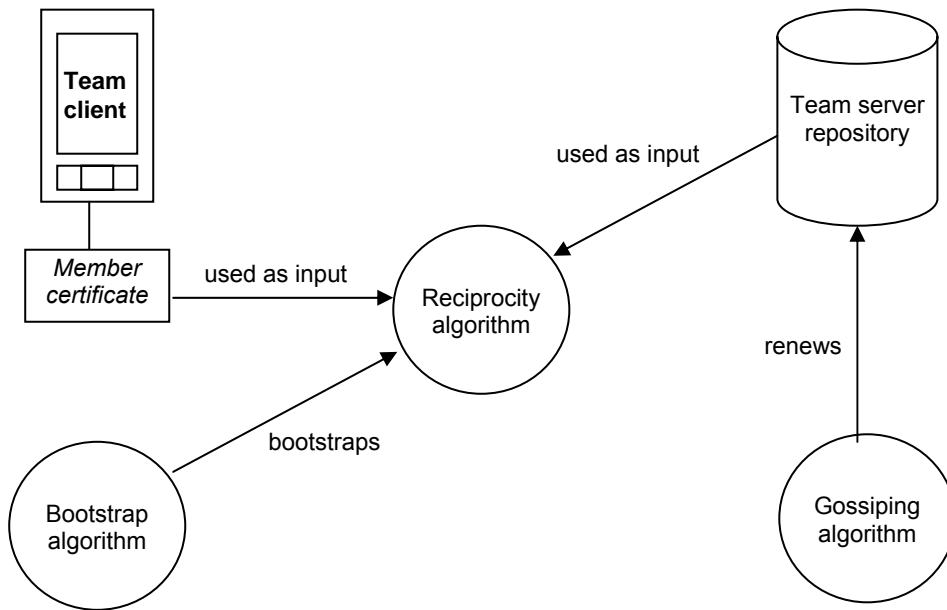 Team
client
Team server
repository
used as input
Member
certificate
used as input
Reciprocity
algorithm
renews
bootstraps
Bootstrap
algorithm
Gossiping
algorithm